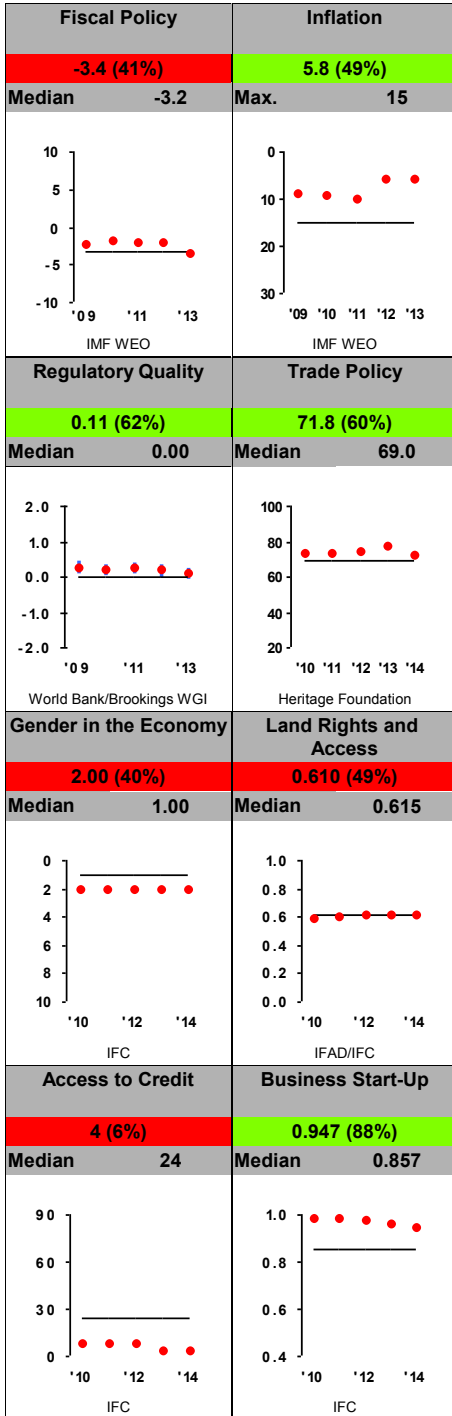 Fiscal Policy
-3.4 (41%)
Median -3.2
10
5
0
-5
-10
'09 '11 '13
IMF WEO
Inflation
5.8 (49%)
Max. 15
0
10
20
30
'09 '10 '11 '12 '13
IMF WEO
Regulatory Quality
0.11 (62%)
Median 0.00
2.0
1.0
0.0
-1.0
-2.0
'09 '11 '13
World Bank/Brookings WGI
Trade Policy
71.8 (60%)
Median 69.0
100
80
60
40
20
'10 '11 '12 '13 '14
Heritage Foundation
Gender in the Economy
2.00 (40%)
Median 1.00
0
2
4
6
8
10
'10 '12 '14
IFC
Land Rights and
Access
0.610 (49%)
Median 0.615
1.0
0.8
0.6
0.4
0.2
0.0
'10 '12 '14
IFAD/IFC
Access to Credit
4 (6%)
Median 24
90
60
30
0
'10 '12 '14
IFC
Business Start-Up
0.947 (88%)
Median 0.857
1.0
0.8
0.6
0.4
'10 '12 '14
IFC